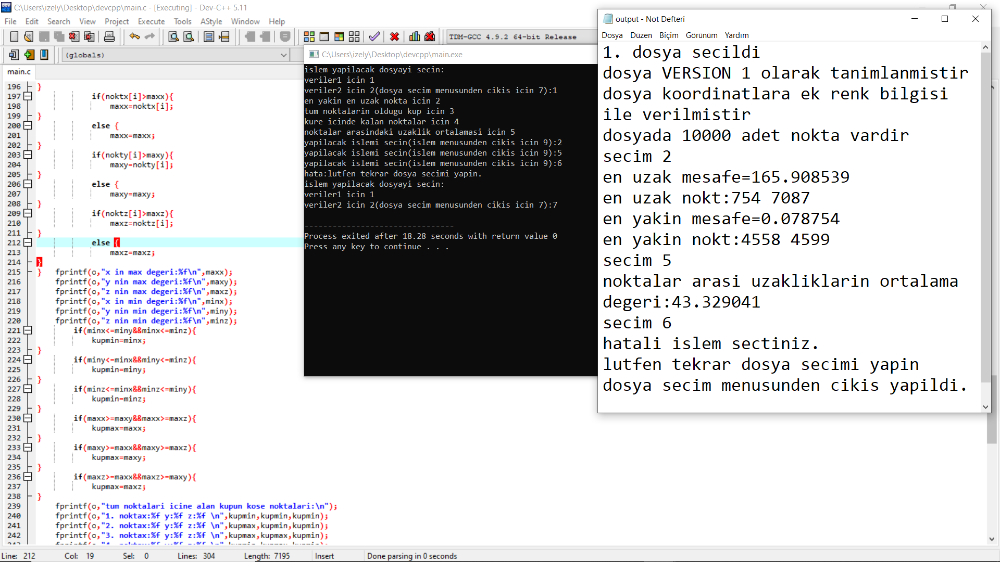 C:\Users\izely\Desktop\devcpp\main.c - [Executing] - Dev-C++ 5.11
File Edit Search View Project Execute Tools AStyle Window Help
TDM-GCC 4.9.2 64-bit Release
(globals)
main.c
196 }
197 if(noktx[i]>maxx){
198 maxx=noktx[i];
199 }
200 else {
201 maxx=maxx;
202 }
203 if(nokty[i]>maxy){
204 maxy=nokty[i];
205 }
206 else {
207 maxy=maxy;
208 }
209 if(noktz[i]>maxz){
210 maxz=noktz[i];
211 }
212 else {
213 maxz=maxz;
214 }
215 } fprintf(o,"x in max degeri:%f\n",maxx);
216 fprintf(o,"y nin max degeri:%f\n",maxy);
217 fprintf(o,"z nin max degeri:%f\n",maxz);
218 fprintf(o,"x in min degeri:%f\n",minx);
219 fprintf(o,"y nin min degeri:%f\n",miny);
220 fprintf(o,"z nin min degeri:%f\n",minz);
221 if(minx<=miny&&minx<=minz){
222 kupmin=minx;
223 }
224 if(miny<=minx&&miny<=minz){
225 kupmin=miny;
226 }
227 if(minz<=minx&&minz<=miny){
228 kupmin=minz;
229 }
230 if(maxx>=maxy&&maxx>=maxz){
231 kupmax=maxx;
232 }
233 if(maxy>=maxx&&maxy>=maxz){
234 kupmax=maxy;
235 }
236 if(maxz>=maxx&&maxz>=maxy){
237 kupmax=maxz;
238 }
239 fprintf(o,"tum noktalari icine alan kupun kose noktalari:\n");
240 fprintf(o,"1. noktax:%f y:%f z:%f \n",kupmin,kupmin,kupmin);
241 fprintf(o,"2. noktax:%f y:%f z:%f \n",kupmax,kupmin,kupmin);
242 fprintf(o,"3. noktax:%f y:%f z:%f \n",kupmax,kupmax,kupmin);
Line: 212 Col: 19 Sel: 0 Lines: 304 Length: 7195 Insert Done parsing in 0 seconds
C:\Users\izely\Desktop\devcpp\main.exe
islem yapilacak dosyayi secin:
veriler1 icin 1
veriler2 icin 2(dosya secim menusunden cikis icin 7):1
en yakin en uzak nokta icin 2
tum noktalarin oldugu kup icin 3
kure icinde kalan noktalar icin 4
noktalar arasindaki uzaklik ortalamasi icin 5
yapilacak islemi secin(islem menusunden cikis icin 9):2
yapilacak islemi secin(islem menusunden cikis icin 9):5
yapilacak islemi secin(islem menusunden cikis icin 9):6
hata:lutfen tekrar dosya secimi yapin.
islem yapilacak dosyayi secin:
veriler1 icin 1
veriler2 icin 2(dosya secim menusunden cikis icin 7):7
--------------------------------
Process exited after 18.28 seconds with return value 0
Press any key to continue . . .
output - Not Defteri
Dosya Düzen Biçim Görünüm Yardım
1. dosya secildi
dosya VERSION 1 olarak tanimlanmistir
dosya koordinatlara ek renk bilgisi
ile verilmistir
dosyada 10000 adet nokta vardir
secim 2
en uzak mesafe=165.908539
en uzak nokt:754 7087
en yakin mesafe=0.078754
en yakin nokt:4558 4599
secim 5
noktalar arasi uzakliklarin ortalama
degeri:43.329041
secim 6
hatali islem sectiniz.
lutfen tekrar dosya secimi yapin
dosya secim menusunden cikis yapildi.